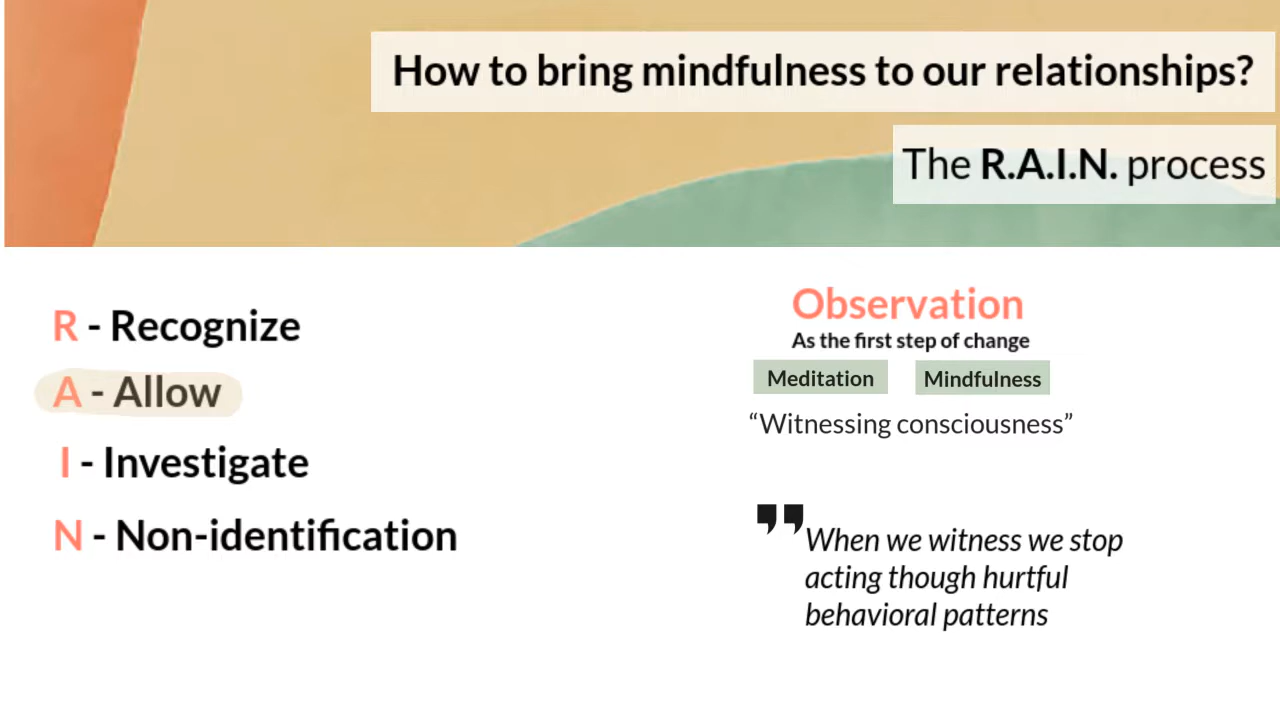 How to bring mindfulness to our relationships?
The R.A.I.N. process
R - Recognize
A - Allow
I - Investigate
N - Non-identification
Observation
As the first step of change
Meditation Mindfulness
“Witnessing consciousness”
When we witness we stop
acting though hurtful
behavioral patterns